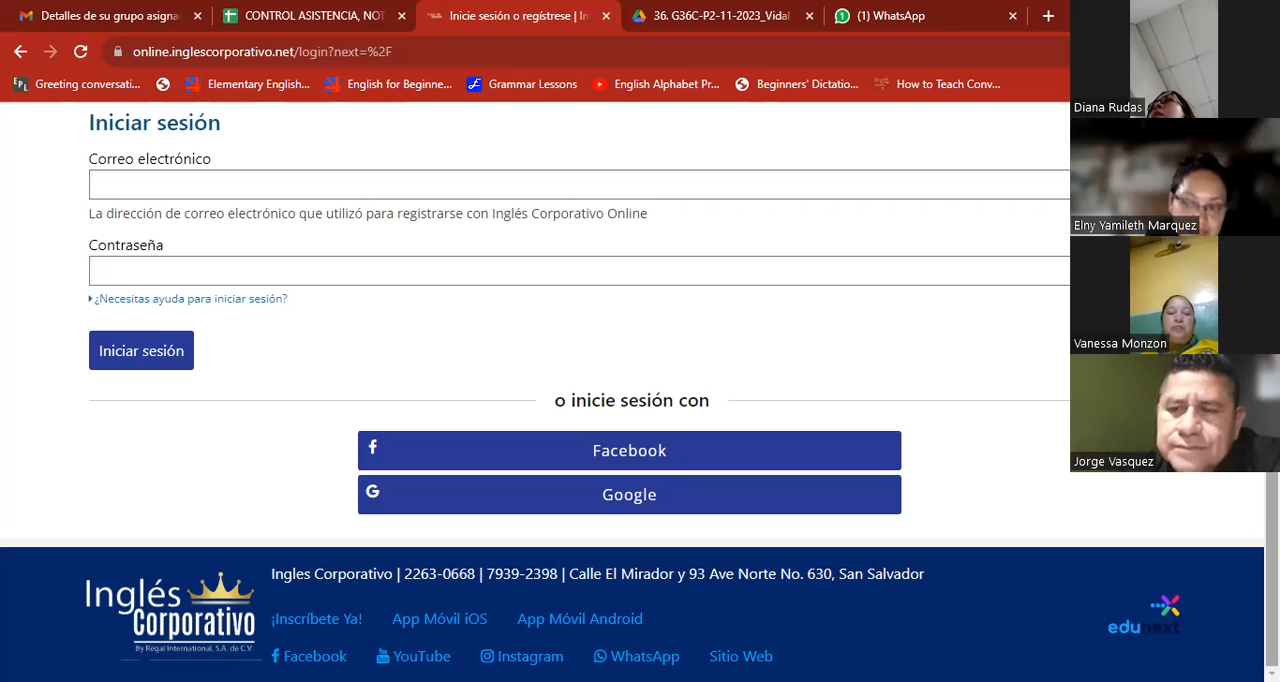 Detalles de su grupo asigna
CONTROL ASISTENCIA, NOT
Inicie sesión o regístrese | In
36. G36C-P2-11-2023_Vidal
(1) WhatsApp
online.inglescorporativo.net/login?next=%2F
EPL Greeting conversati...
Elementary English...
English for Beginne...
Grammar Lessons
English Alphabet Pr...
Beginners' Dictatio...
How to Teach Conv...
Iniciar sesión
Correo electrónico
La dirección de correo electrónico que utilizó para registrarse con Inglés Corporativo Online
Contraseña
¿Necesitas ayuda para iniciar sesión?
Iniciar sesión
o inicie sesión con
Facebook
Google
Diana Rudas
Elny Yamileth Marquez
Vanessa Monzon
Jorge Vasquez
Inglés
Corporativo
By Regal International, S.A. de C.V.
Ingles Corporativo | 2263-0668 | 7939-2398 | Calle El Mirador y 93 Ave Norte No. 630, San Salvador
¡Inscríbete Ya!
App Móvil iOS
App Móvil Android
Facebook
YouTube
Instagram
WhatsApp
Sitio Web
edunext